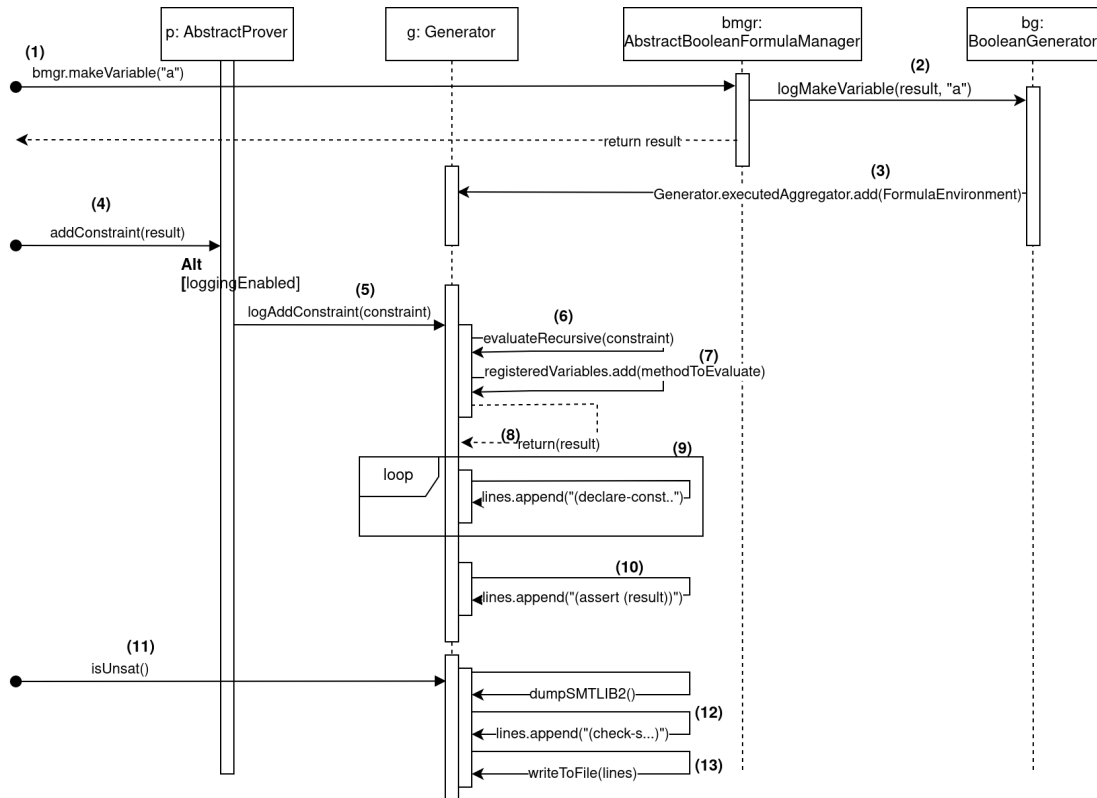 p: AbstractProver
g: Generator
bmgr:
AbstractBooleanFormulaManager
bg:
BooleanGenerator
(1)
bmgr.makeVariable("a")
(2)
logMakeVariable(result, "a")
return result
(3)
Generator.executedAggregator.add(FormulaEnvironment)
(4)
addConstraint(result)
Alt
[loggingEnabled]
(5)
logAddConstraint(constraint)
(6)
evaluateRecursive(constraint)
(7)
registeredVariables.add(methodToEvaluate)
(8)
return(result)
(9)
loop
lines.append("(declare-const..")
(10)
lines.append("(assert (result))")
(11)
isUnsat()
dumpSMTLIB2()
(12)
lines.append("(check-s...)")
(13)
writeToFile(lines)